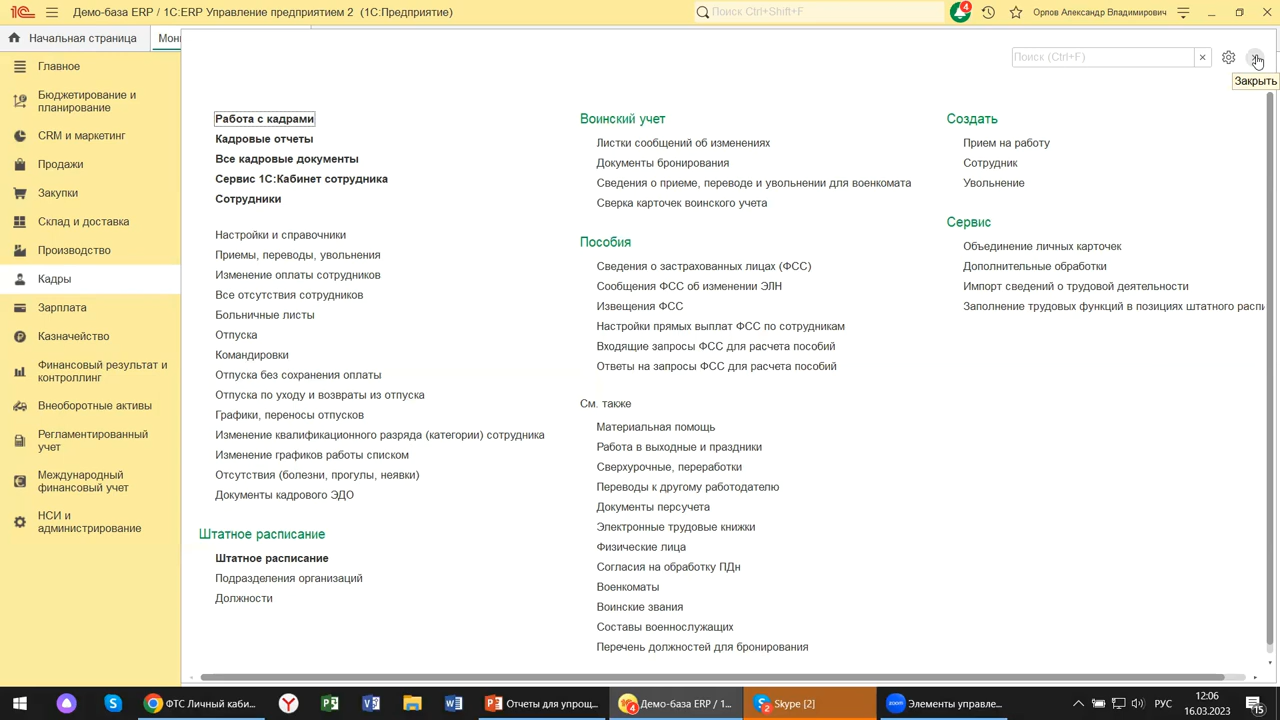 Демо-база ERP / 1С:ERP Управление предприятием 2 (1С:Предприятие)
Поиск Ctrl+Shift+F
4
Орлов Александр Владимирович
Начальная страница
Поиск (Ctrl+F)
Закрыть
Главное
Бюджетирование и
планирование
CRM и маркетинг
Продажи
Закупки
Склад и доставка
Производство
Кадры
Зарплата
Казначейство
Финансовый результат и
контроллинг
Внеоборотные активы
Регламентированный
учет
Международный
финансовый учет
НСИ и
администрирование
Работа с кадрами
Кадровые отчеты
Все кадровые документы
Сервис 1С:Кабинет сотрудника
Сотрудники
Настройки и справочники
Приемы, переводы, увольнения
Изменение оплаты сотрудников
Все отсутствия сотрудников
Больничные листы
Отпуска
Командировки
Отпуска без сохранения оплаты
Отпуска по уходу и возвраты из отпуска
Графики, переносы отпусков
Изменение квалификационного разряда (категории) сотрудника
Изменение графиков работы списком
Отсутствия (болезни, прогулы, неявки)
Документы кадрового ЭДО
Штатное расписание
Штатное расписание
Подразделения организаций
Должности
Воинский учет
Листки сообщений об изменениях
Документы бронирования
Сведения о приеме, переводе и увольнении для военкомата
Сверка карточек воинского учета
Пособия
Сведения о застрахованных лицах (ФСС)
Сообщения ФСС об изменении ЭЛН
Извещения ФСС
Настройки прямых выплат ФСС по сотрудникам
Входящие запросы ФСС для расчета пособий
Ответы на запросы ФСС для расчета пособий
См. также
Материальная помощь
Работа в выходные и праздники
Сверхурочные, переработки
Переводы к другому работодателю
Документы персучета
Электронные трудовые книжки
Физические лица
Согласия на обработку ПДн
Военкоматы
Воинские звания
Составы военнослужащих
Перечень должностей для бронирования
Создать
Прием на работу
Сотрудник
Увольнение
Сервис
Объединение личных карточек
Дополнительные обработки
Импорт сведений о трудовой деятельности
Заполнение трудовых функций в позициях штатного распи
ФТС Личный каби...
Отчеты для упрощ...
4
Демо-база ERP / 1...
2
Skype [2]
zoom
Элементы управле...
РУС
12:06
16.03.2023
15